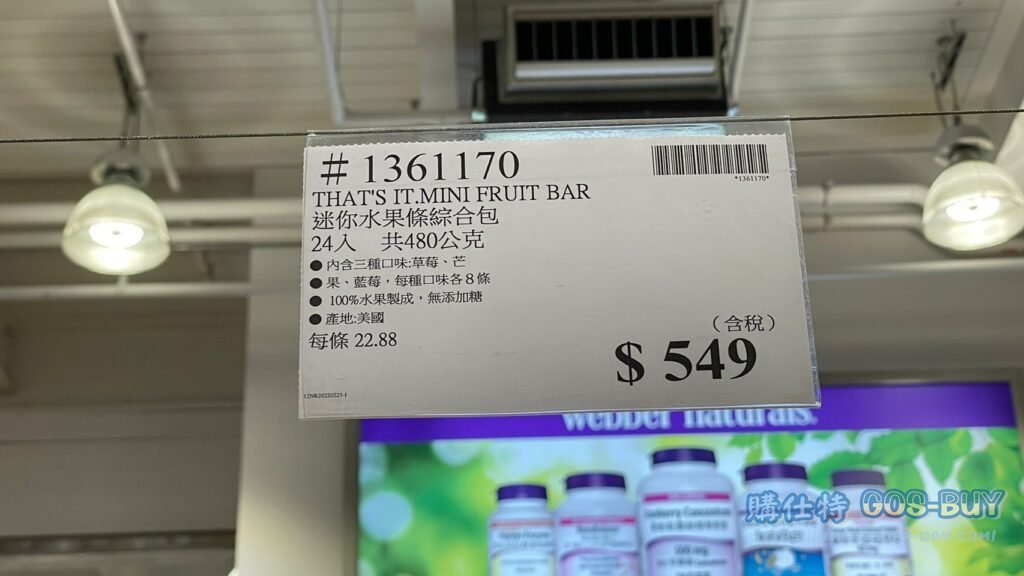 # 1361170
*1361170*
THAT'S IT.MINI FRUIT BAR
迷你水果條綜合包
24入 共480公克
●內含三種口味:草莓、芒
●果、藍莓，每種口味各8條
●100%水果製成，無添加糖
●產地:美國
每條 22.88
（含稅）
$ 549
webber naturals.
購仕特 GOS-BUY